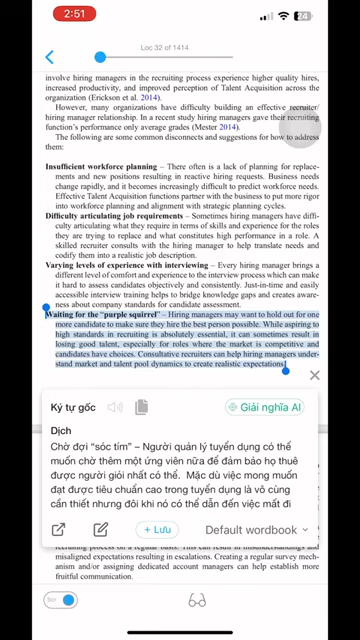 2:51
24
Loc 32 of 1414
involve hiring managers in the recruiting process experience higher quality hires,
increased productivity, and improved perception of Talent Acquisition across the
organization (Erickson et al. 2014).
However, many organizations have difficulty building an effective recruiter/
hiring manager relationship. In a recent study hiring managers gave their recruiting
function's performance only average grades (Mester 2014).
The following are some common disconnects and suggestions for how to address
them:
Insufficient workforce planning – There often is a lack of planning for replace-
ments and new positions resulting in reactive hiring requests. Business needs
change rapidly, and it becomes increasingly difficult to predict workforce needs.
Effective Talent Acquisition functions partner with the business to put more rigor
into workforce planning and alignment with strategic planning cycles.
Difficulty articulating job requirements – Sometimes hiring managers have diffi-
culty articulating what they require in terms of skills and experience for the roles
they are trying to replace and what constitutes high performance in a role. A
skilled recruiter consults with the hiring manager to help translate needs and
codify them into a realistic job description.
Varying levels of experience with interviewing – Every hiring manager brings a
different level of comfort and experience to the interview process which can make
it hard to assess candidates objectively and consistently. Just-in-time and easily
accessible interview training helps to bridge knowledge gaps and creates aware-
ness about company standards for candidate assessment.
Waiting for the "purple squirrel" – Hiring managers may want to hold out for one
more candidate to make sure they hire the best person possible. While aspiring to
high standards in recruiting is absolutely essential, it can sometimes result in
losing good talent, especially for roles where the market is competitive and
candidates have choices. Consultative recruiters can help hiring managers under-
stand market and talent pool dynamics to create realistic expectations.
Ký tự gốc
Giải nghĩa AI
Dịch
Chờ đợi “sóc tím” – Người quản lý tuyển dụng có thể
muốn chờ thêm một ứng viên nữa để đảm bảo họ thuê
được người giỏi nhất có thể. Mặc dù việc mong muốn
đạt được tiêu chuẩn cao trong tuyển dụng là vô cùng
cần thiết nhưng đôi khi nó có thể dẫn đến việc mất đi
+ Lưu
Default wordbook
recruiting process on a regular basis. This can result in misunderstandings and
misaligned expectations resulting in escalations. Creating a regular survey mech-
anism and/or assigning dedicated account managers can help establish more
fruitful communication.